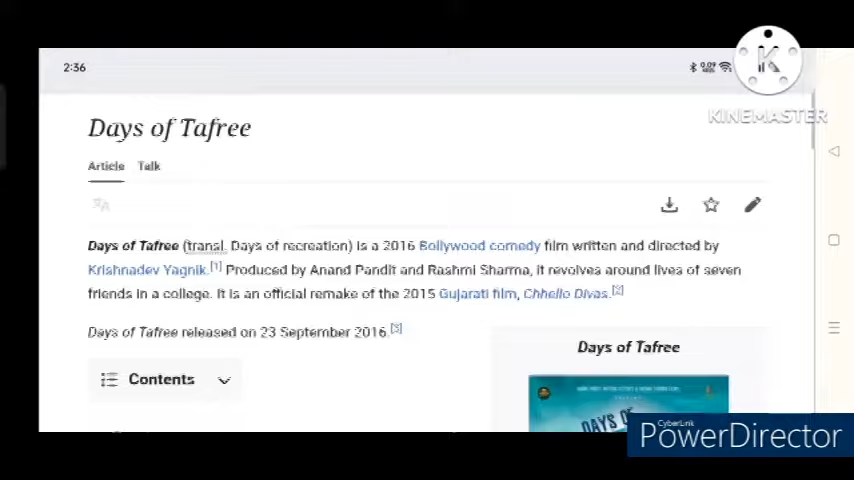 2:36
KINEMASTER
Days of Tafree
Article Talk
Days of Tafree (transl. Days of recreation) is a 2016 Bollywood comedy film written and directed by
Krishnadev Yagnik.[1] Produced by Anand Pandit and Rashmi Sharma, it revolves around lives of seven
friends in a college. It is an official remake of the 2015 Gujarati film, Chhello Divas.[2]
Days of Tafree released on 23 September 2016.[3]
Days of Tafree
Contents
DAYS OF
CyberLink
PowerDirector